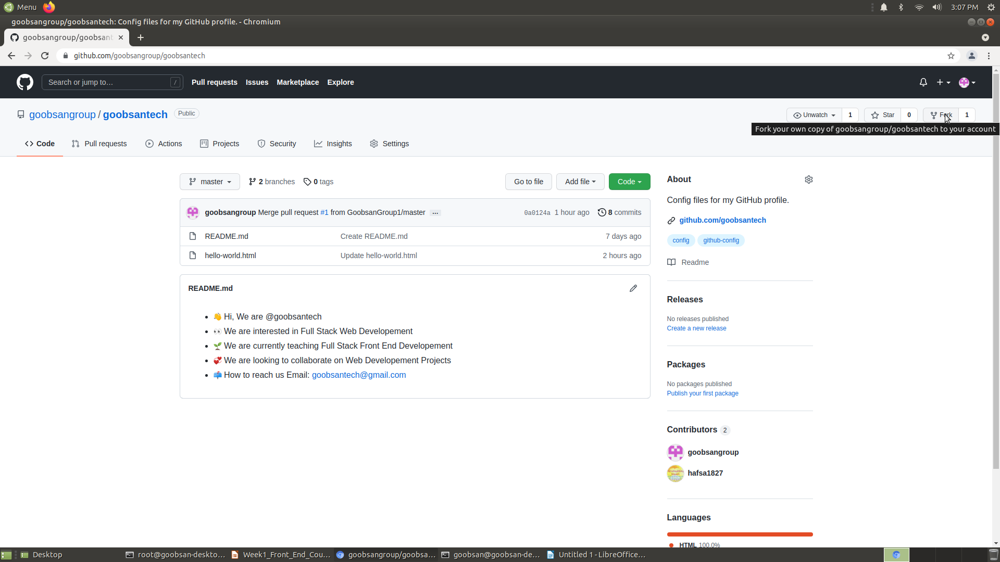 Menu
3:07 PM
goobsangroup/goobsantech: Config files for my GitHub profile. - Chromium
goobsangroup/goobsant
github.com/goobsangroup/goobsantech
Search or jump to… /
Pull requests Issues Marketplace Explore
goobsangroup / goobsantech Public
Unwatch 1 Star 0 Fork 1
Fork your own copy of goobsangroup/goobsantech to your account
Code Pull requests Actions Projects Security Insights Settings
master 2 branches 0 tags Go to file Add file Code
goobsangroup Merge pull request #1 from GoobsanGroup1/master … 0a0124a 1 hour ago 8 commits
README.md Create README.md 7 days ago
hello-world.html Update hello-world.html 2 hours ago
README.md
• 👋 Hi, We are @goobsantech
• 👀 We are interested in Full Stack Web Developement
• 🌱 We are currently teaching Full Stack Front End Developement
• 💞️ We are looking to collaborate on Web Developement Projects
• 📫 How to reach us Email: goobsantech@gmail.com
About
Config files for my GitHub profile.
github.com/goobsantech
config github-config
Readme
Releases
No releases published
Create a new release
Packages
No packages published
Publish your first package
Contributors 2
goobsangroup
hafsa1827
Languages
HTML 100.0%
Desktop root@goobsan-deskto... Week1_Front_End_Cou... goobsangroup/goobsa... goobsan@goobsan-de... Untitled 1 - LibreOffice...